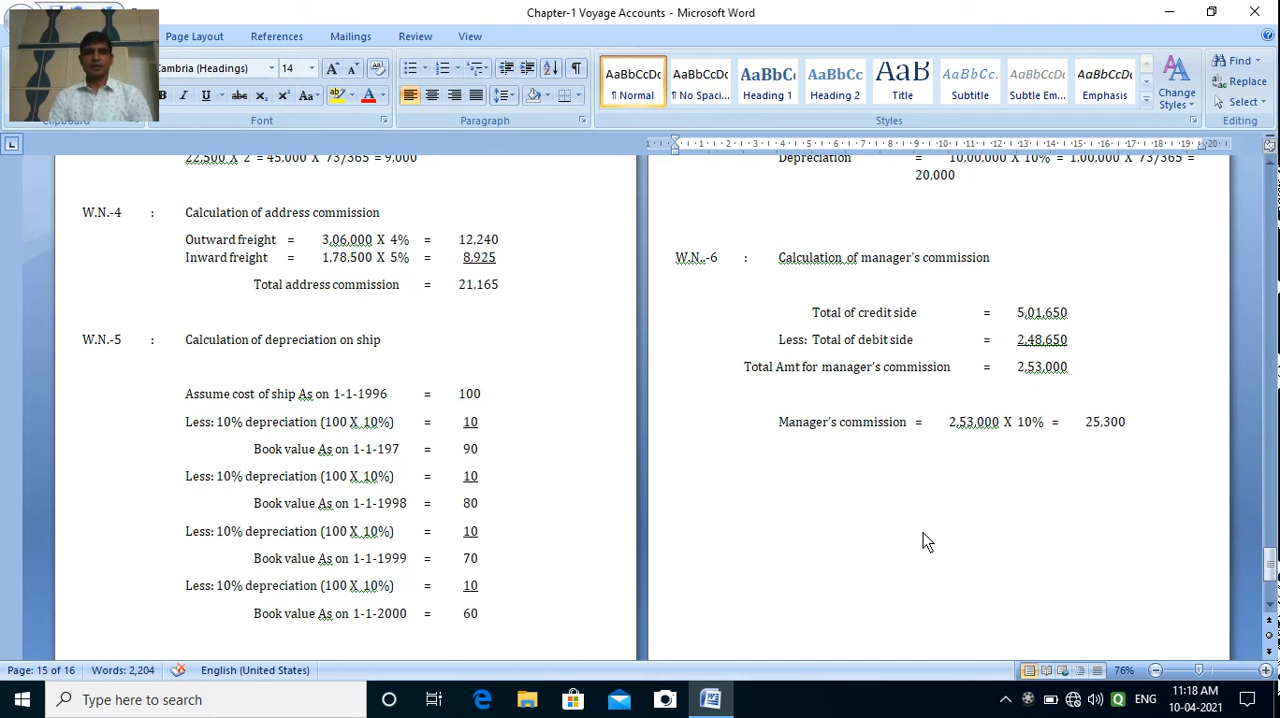 Chapter-1 Voyage Accounts - Microsoft Word
Page Layout References Mailings Review View
Cambria (Headings) 14
AaBbCcDc AaBbCcDc AaBbCc AaBbCc AaB AaBbCc. AaBbCcDc AaBbCcDc
¶ Normal ¶ No Spaci... Heading 1 Heading 2 Title Subtitle Subtle Em... Emphasis
Change Styles
Find
Replace
Select
Font Paragraph Styles Editing
22,500 X 2 = 45,000 X 73/365 = 9,000
W.N.-4 : Calculation of address commission
Outward freight = 3,06,000 X 4% = 12,240
Inward freight = 1,78,500 X 5% = 8,925
Total address commission = 21,165
W.N.-5 : Calculation of depreciation on ship
Assume cost of ship As on 1-1-1996 = 100
Less: 10% depreciation (100 X 10%) = 10
Book value As on 1-1-197 = 90
Less: 10% depreciation (100 X 10%) = 10
Book value As on 1-1-1998 = 80
Less: 10% depreciation (100 X 10%) = 10
Book value As on 1-1-1999 = 70
Less: 10% depreciation (100 X 10%) = 10
Book value As on 1-1-2000 = 60
Depreciation = 10,00,000 X 10% = 1,00,000 X 73/365 =
20,000
W.N..-6 : Calculation of manager's commission
Total of credit side = 5,01,650
Less: Total of debit side = 2,48,650
Total Amt for manager's commission = 2,53,000
Manager's commission = 2,53,000 X 10% = 25,300
Page: 15 of 16 Words: 2,204 English (United States) 76%
Type here to search
ENG
11:18 AM
10-04-2021